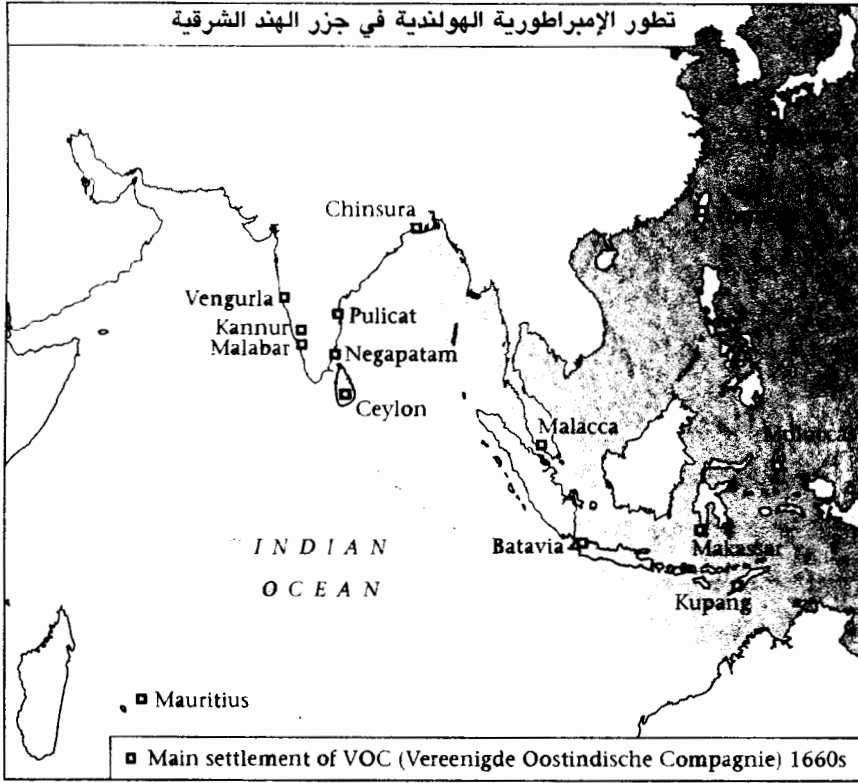 تطور الإمبراطورية الهولندية في جزر الهند الشرقية
Chinsura
Vengurla
Pulicat
Kannur
Malabar
Negapatam
Ceylon
Malacca
INDIAN
OCEAN
Batavia
Makassar
Kupang
Mauritius
Main settlement of VOC (Vereenigde Oostindische Compagnie) 1660s